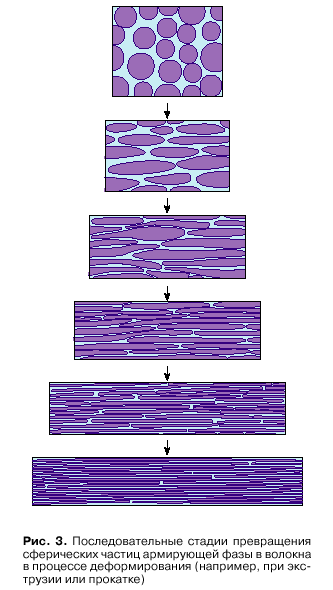 Рис. 3. Последовательные стадии превращения
сферических частиц армирующей фазы в волокна
в процессе деформирования (например, при экс-
трузии или прокатке)